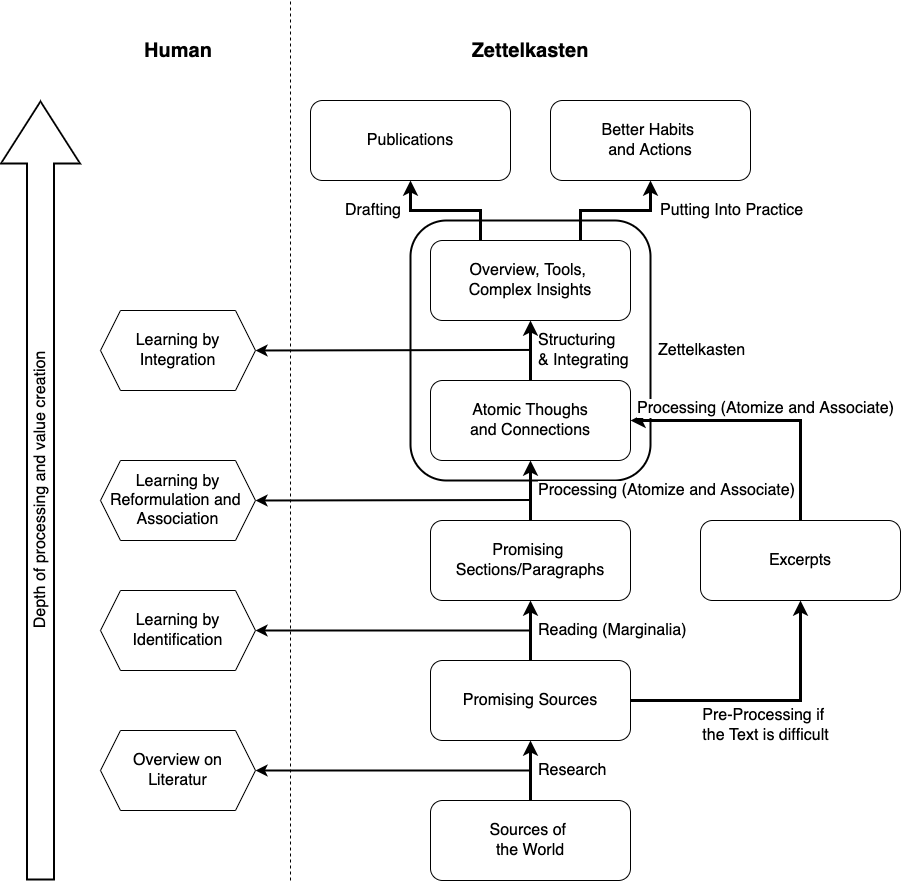 Human
Zettelkasten
Publications
Better Habits
and Actions
Drafting
Putting Into Practice
Overview, Tools,
Complex Insights
Learning by
Integration
Structuring
& Integrating
Zettelkasten
Atomic Thoughs
and Connections
Processing (Atomize and Associate)
Learning by
Reformulation and
Association
Processing (Atomize and Associate)
Promising
Sections/Paragraphs
Excerpts
Learning by
Identification
Reading (Marginalia)
Promising Sources
Pre-Processing if
the Text is difficult
Overview on
Literatur
Research
Sources of
the World
Depth of processing and value creation